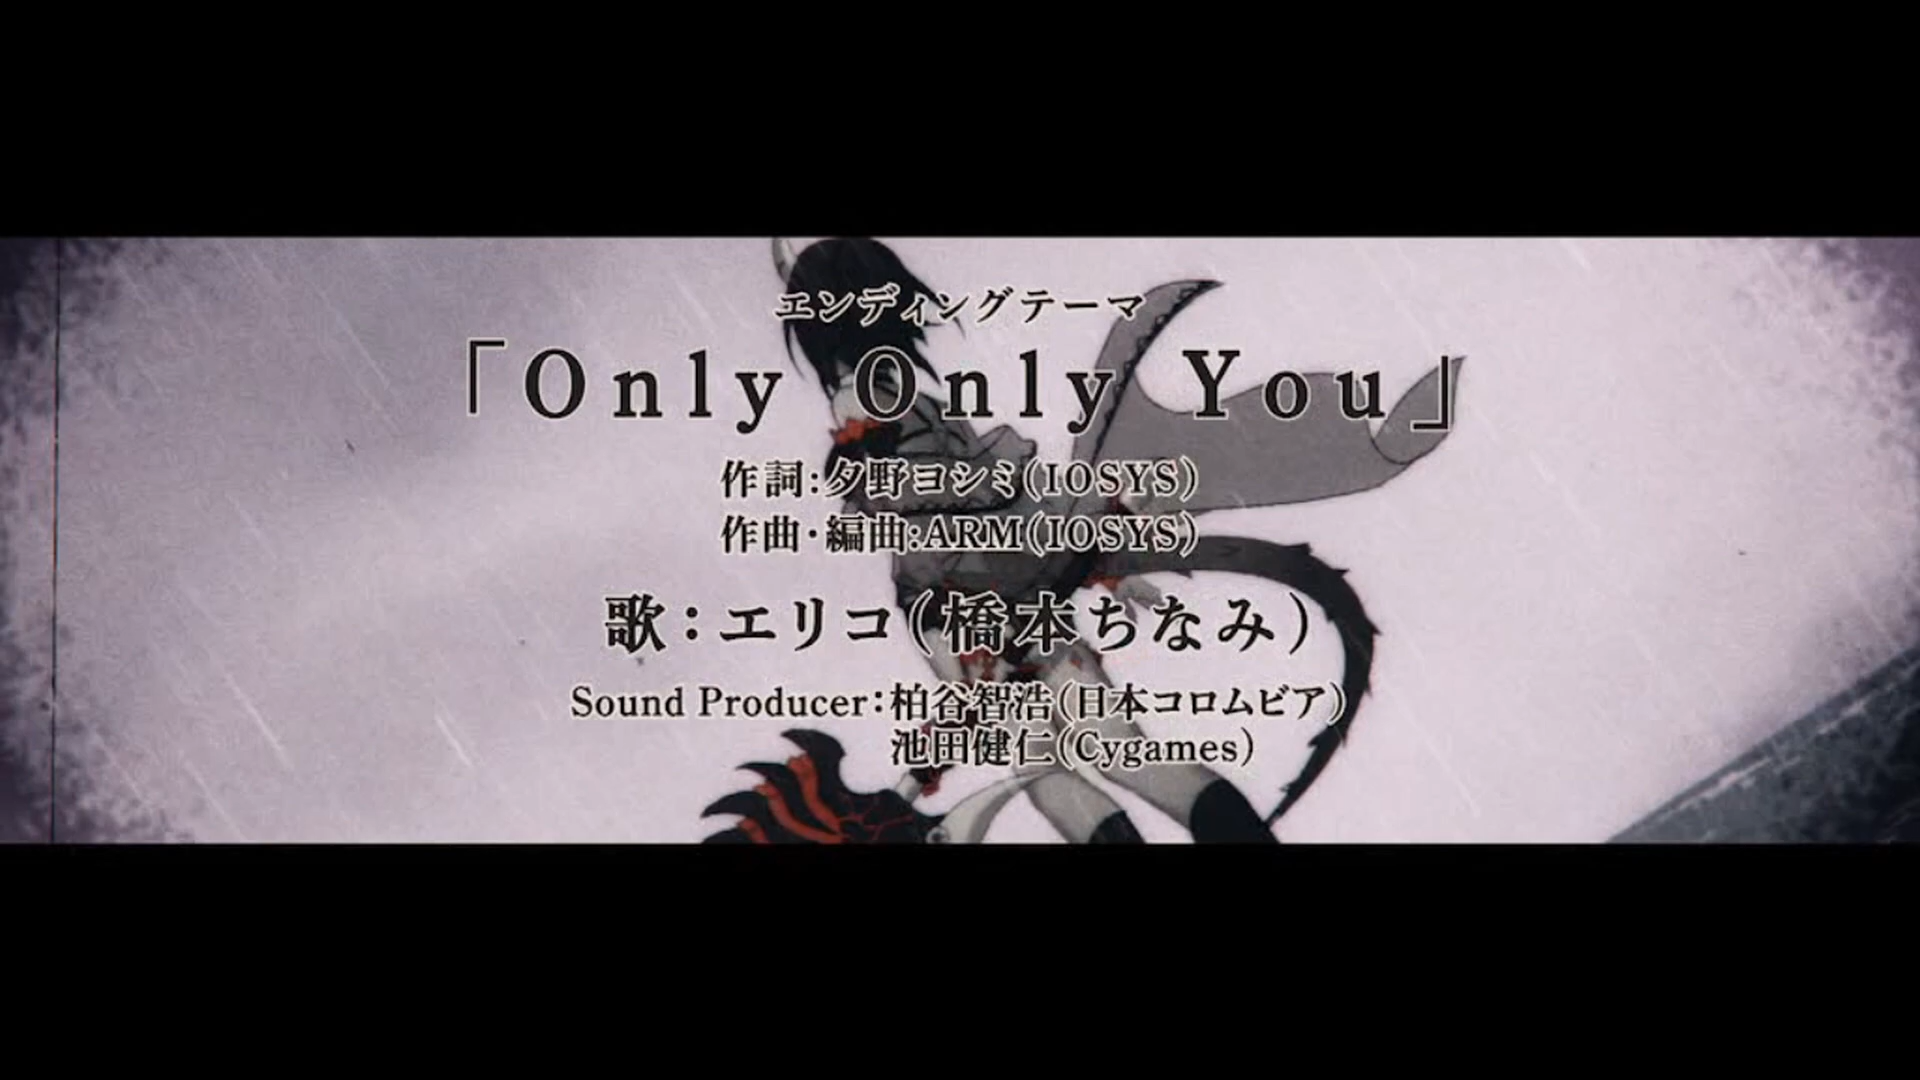 エンディングテーマ
「Only Only You」
作詞:夕野ヨシミ(IOSYS)
作曲・編曲:ARM(IOSYS)
歌:エリコ(橋本ちなみ)
Sound Producer:柏谷智浩(日本コロムビア)
池田健仁(Cygames)